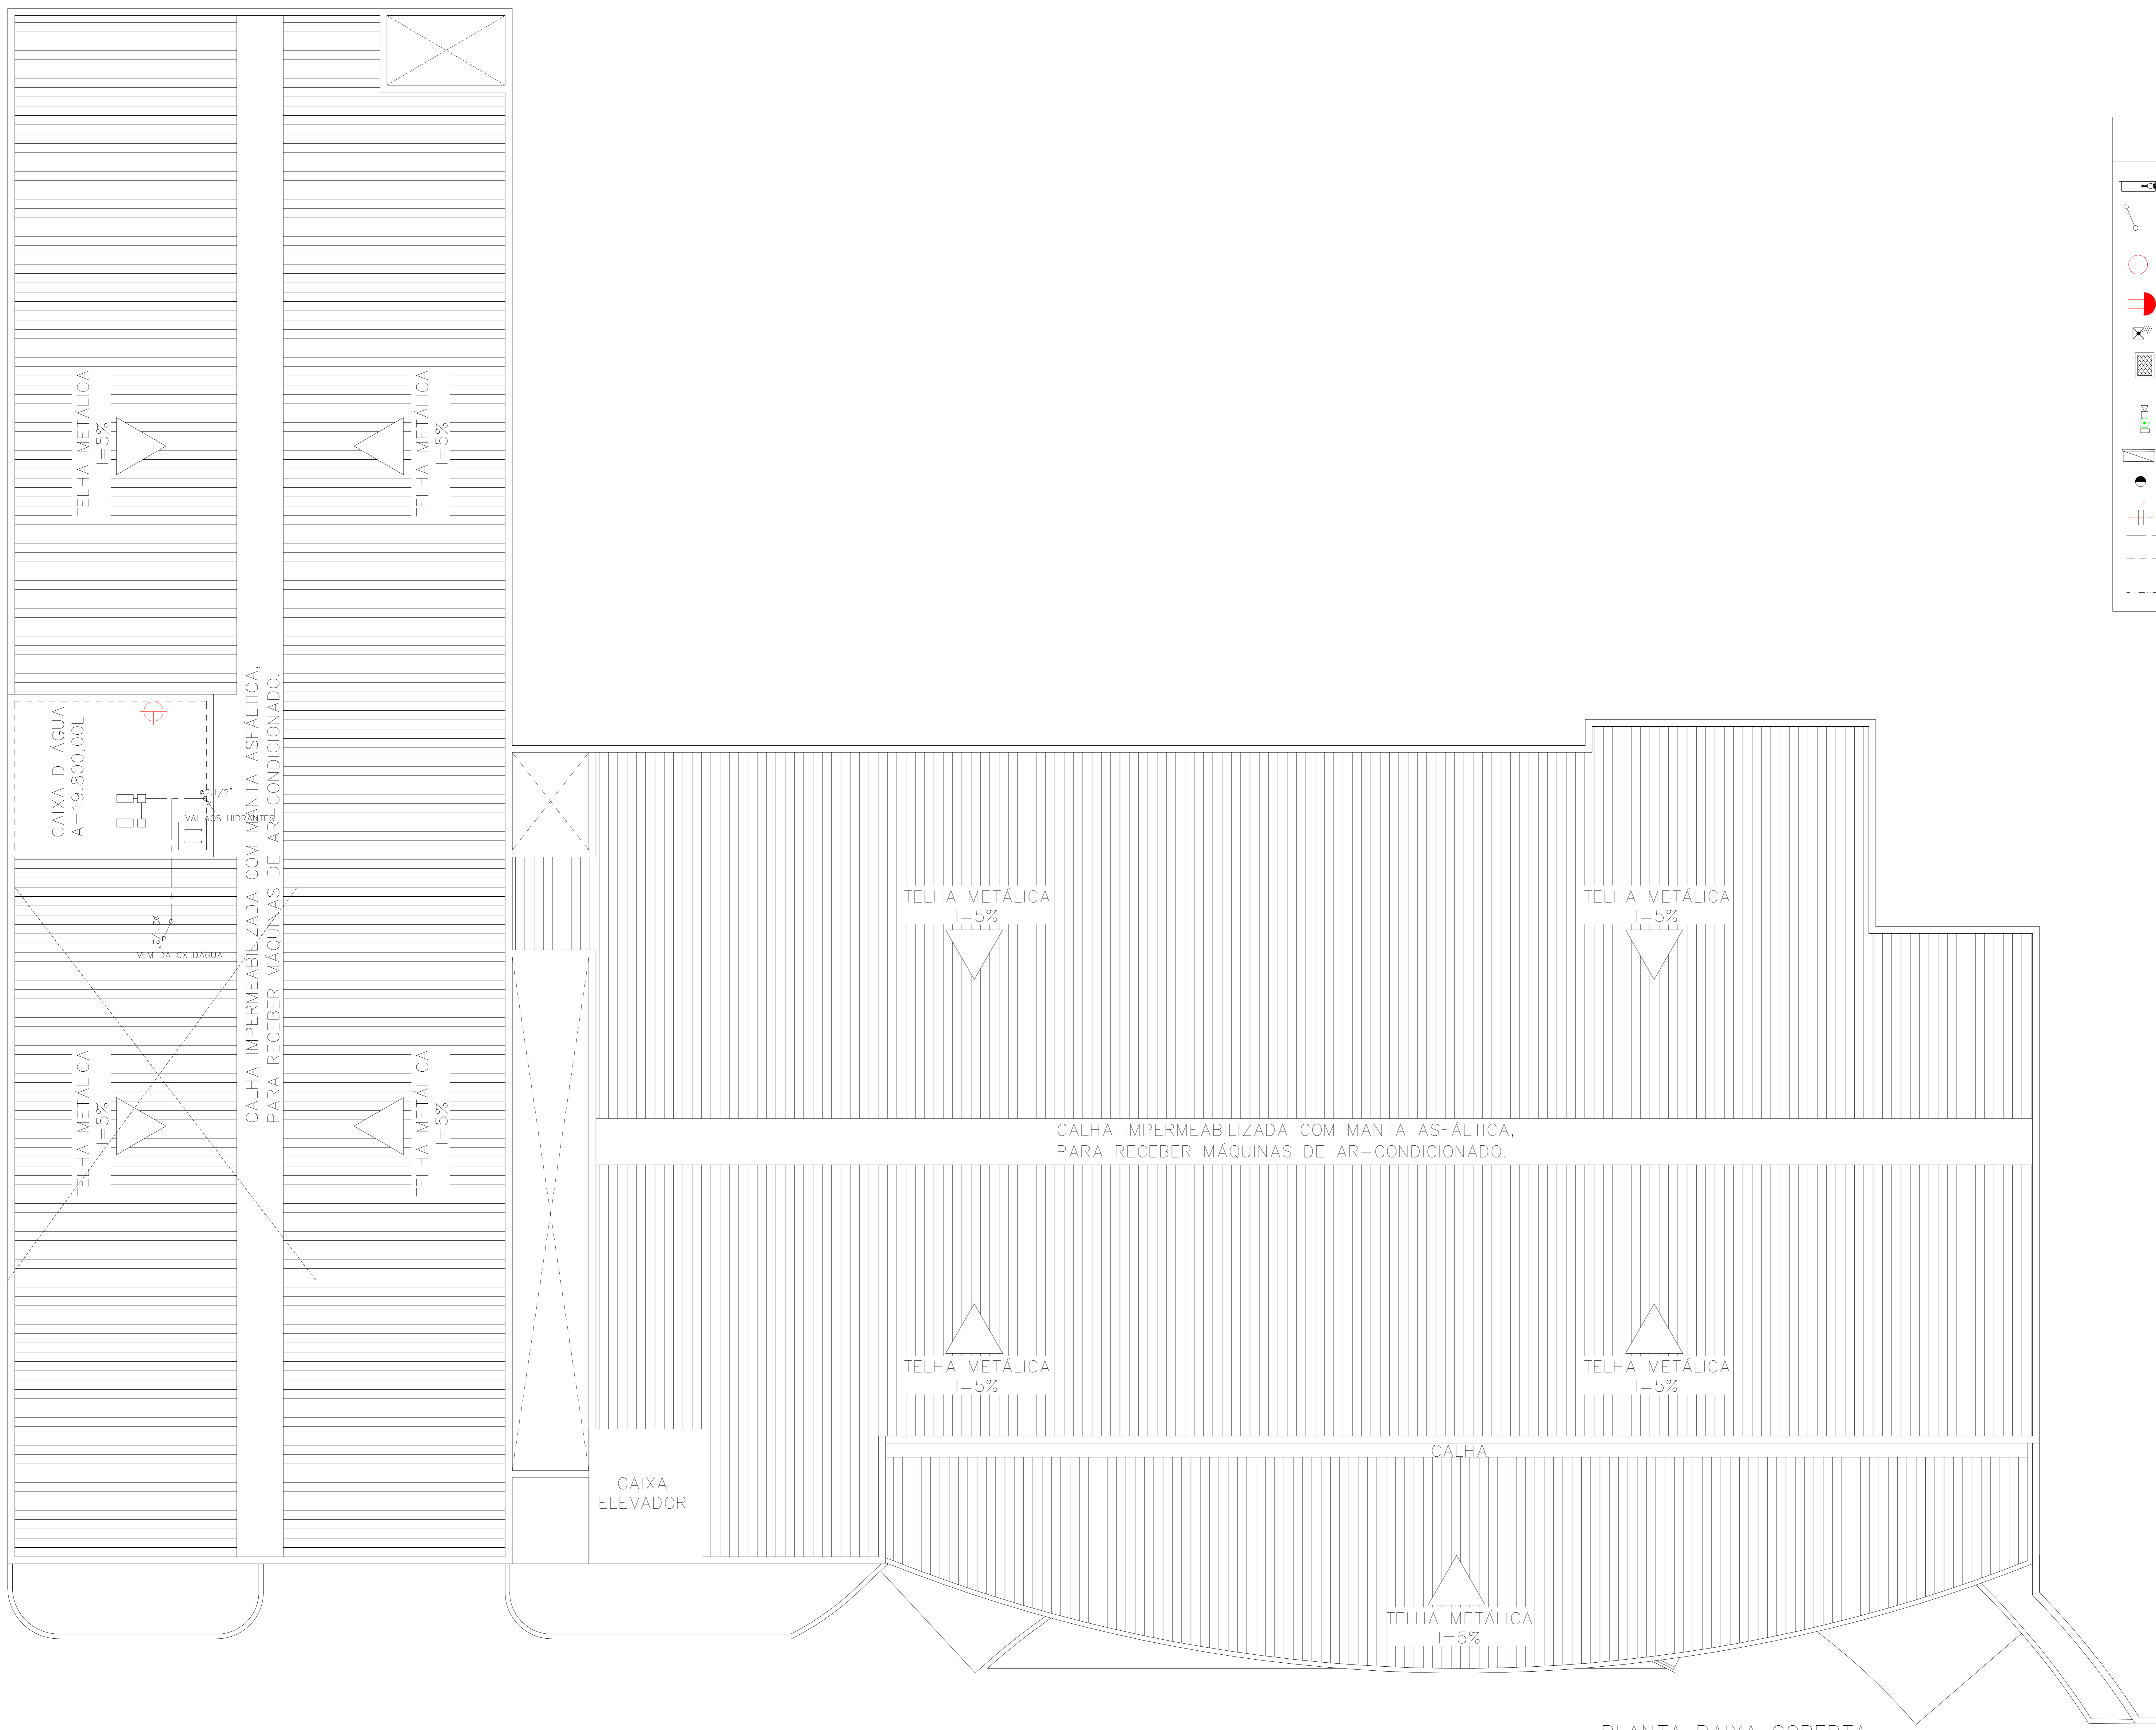 TELHA METÁLICA
I=5%
TELHA METÁLICA
I=5%
CAIXA D ÁGUA
A=19.800,00L
ø2.1/2"
VAI AOS HIDRANTES
CALHA IMPERMEABILIZADA COM MANTA ASFÁLTICA,
PARA RECEBER MÁQUINAS DE AR-CONDICIONADO.
ø2.1/2"
VEM DA CX DÁGUA
TELHA METÁLICA
I=5%
TELHA METÁLICA
I=5%
TELHA METÁLICA
I=5%
TELHA METÁLICA
I=5%
CALHA IMPERMEABILIZADA COM MANTA ASFÁLTICA,
PARA RECEBER MÁQUINAS DE AR-CONDICIONADO.
TELHA METÁLICA
I=5%
TELHA METÁLICA
I=5%
CALHA
CAIXA
ELEVADOR
TELHA METÁLICA
I=5%
PLANTA BAIXA COBERTA